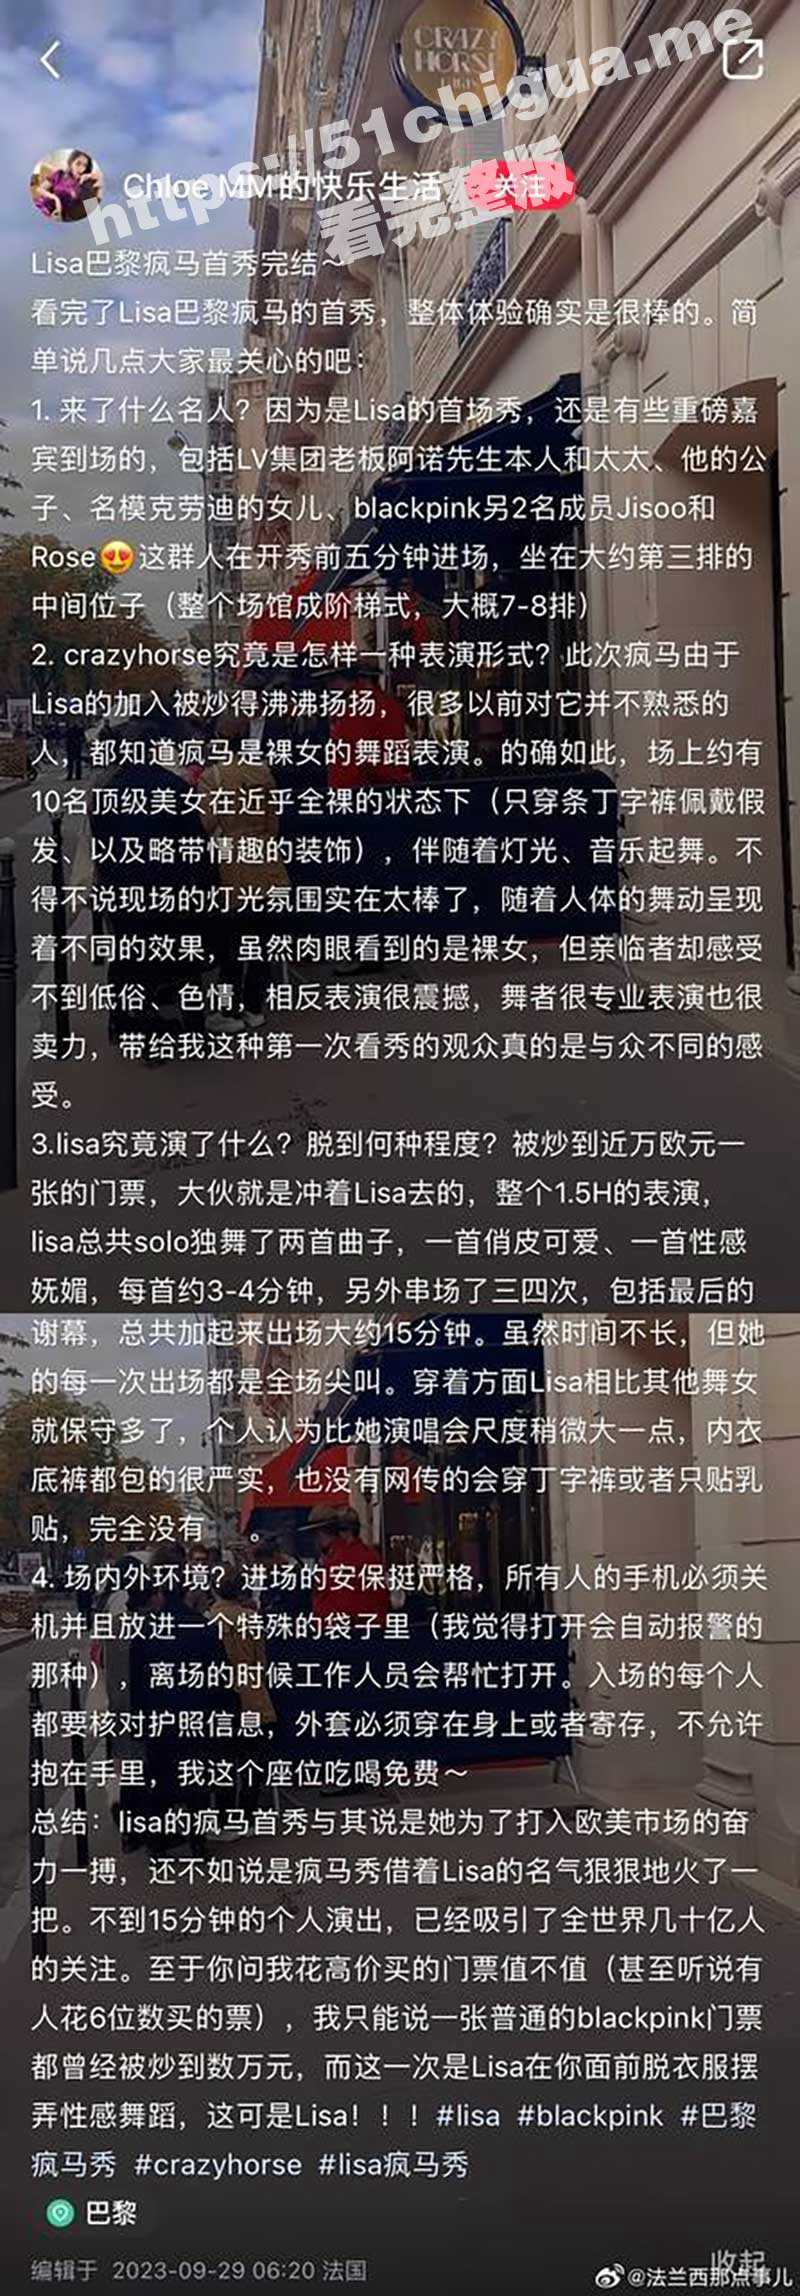 CRAZY
HORSE
PARIS
https://51chigua.me
看完整版
Chloe MM的快乐生活
关注
Lisa巴黎疯马首秀完结~
看完了Lisa巴黎疯马的首秀，整体体验确实是很棒的。简
单说几点大家最关心的吧：
1. 来了什么名人？因为是Lisa的首场秀，还是有些重磅嘉
宾到场的，包括LV集团老板阿诺先生本人和太太、他的公
子、名模克劳迪的女儿、blackpink另2名成员Jisoo和
Rose😍这群人在开秀前五分钟进场，坐在大约第三排的
中间位子（整个场馆成阶梯式，大概7-8排）
2. crazyhorse究竟是怎样一种表演形式？此次疯马由于
Lisa的加入被炒得沸沸扬扬，很多以前对它并不熟悉的
人，都知道疯马是裸女的舞蹈表演。的确如此，场上约有
10名顶级美女在近乎全裸的状态下（只穿条丁字裤佩戴假
发、以及略带情趣的装饰），伴随着灯光、音乐起舞。不
得不说现场的灯光氛围实在太棒了，随着人体的舞动呈现
着不同的效果，虽然肉眼看到的是裸女，但亲临者却感受
不到低俗、色情，相反表演很震撼，舞者很专业表演也很
卖力，带给我这种第一次看秀的观众真的是与众不同的感
受。
3.lisa究竟演了什么？脱到何种程度？被炒到近万欧元一
张的门票，大伙就是冲着Lisa去的，整个1.5H的表演，
lisa总共solo独舞了两首曲子，一首俏皮可爱、一首性感
妩媚，每首约3-4分钟，另外串场了三四次，包括最后的
谢幕，总共加起来出场大约15分钟。虽然时间不长，但她
的每一次出场都是全场尖叫。穿着方面Lisa相比其他舞女
就保守多了，个人认为比她演唱会尺度稍微大一点，内衣
底裤都包的很严实，也没有网传的会穿丁字裤或者只贴乳
贴，完全没有 。
4. 场内外环境？进场的安保挺严格，所有人的手机必须关
机并且放进一个特殊的袋子里（我觉得打开会自动报警的
那种），离场的时候工作人员会帮忙打开。入场的每个人
都要核对护照信息，外套必须穿在身上或者寄存，不允许
抱在手里，我这个座位吃喝免费~
总结：lisa的疯马首秀与其说是她为了打入欧美市场的奋
力一搏，还不如说是疯马秀借着Lisa的名气狠狠地火了一
把。不到15分钟的个人演出，已经吸引了全世界几十亿人
的关注。至于你问我花高价买的门票值不值（甚至听说有
人花6位数买的票），我只能说一张普通的blackpink门票
都曾经被炒到数万元，而这一次是Lisa在你面前脱衣服摆
弄性感舞蹈，这可是Lisa！！！#lisa #blackpink #巴黎
疯马秀 #crazyhorse #lisa疯马秀
巴黎
收起
编辑于 2023-09-29 06:20 法国
@法兰西那点事儿